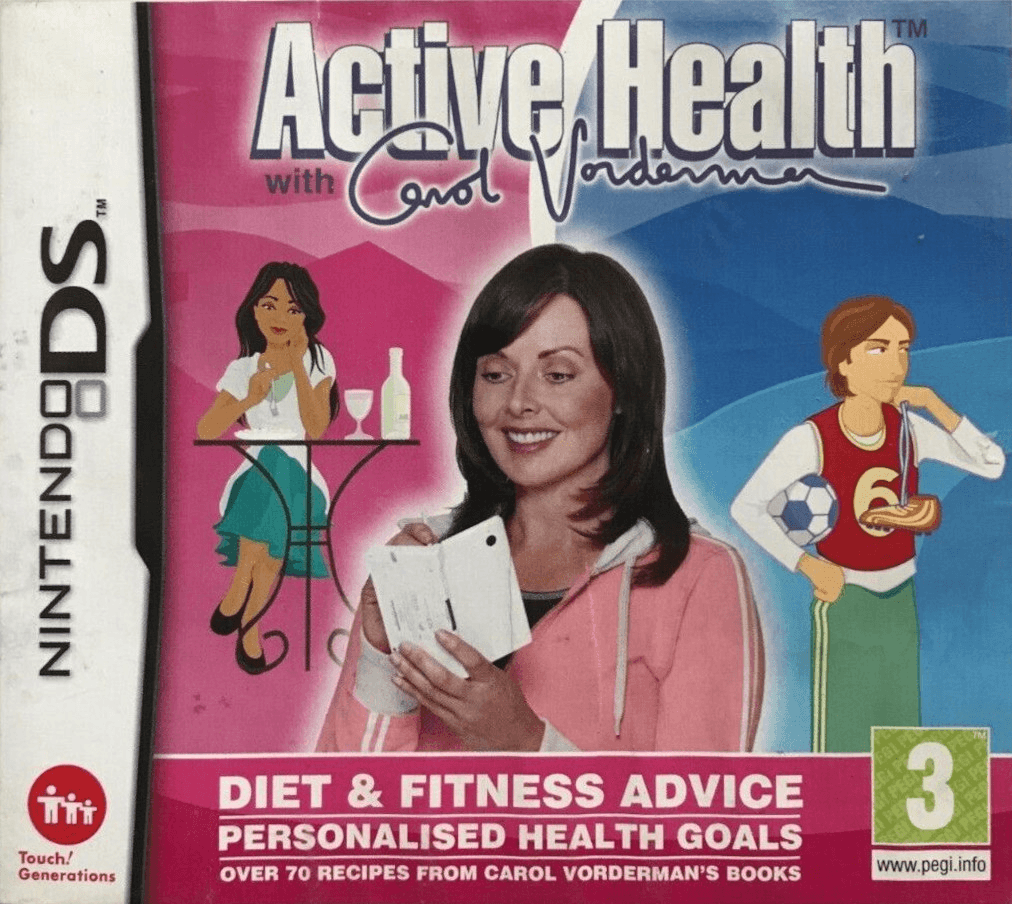 Active Health™
with Carol Vorderman
NINTENDO DS™
DIET & FITNESS ADVICE
PERSONALISED HEALTH GOALS
OVER 70 RECIPES FROM CAROL VORDERMAN'S BOOKS
6
3
™
www.pegi.info
Touch!
Generations